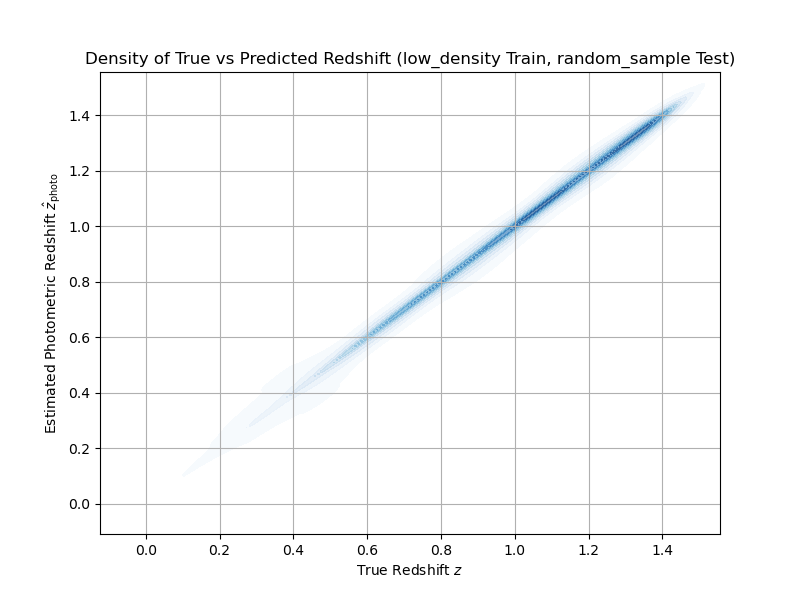 Density of True vs Predicted Redshift (low_density Train, random_sample Test)
1.4
1.2
1.0
0.8
0.6
0.4
0.2
0.0
Estimated Photometric Redshift ẑphoto
0.0 0.2 0.4 0.6 0.8 1.0 1.2 1.4
True Redshift z